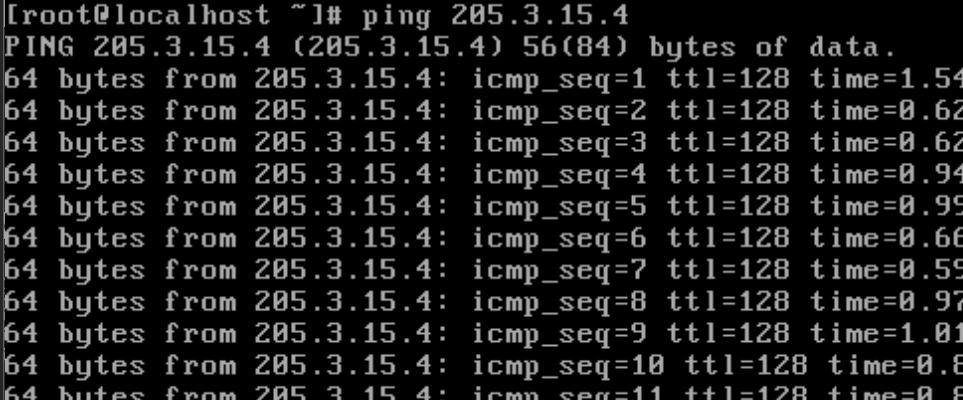 [root@localhost ~]# ping 205.3.15.4
PING 205.3.15.4 (205.3.15.4) 56(84) bytes of data.
64 bytes from 205.3.15.4: icmp_seq=1 ttl=128 time=1.54
64 bytes from 205.3.15.4: icmp_seq=2 ttl=128 time=0.62
64 bytes from 205.3.15.4: icmp_seq=3 ttl=128 time=0.62
64 bytes from 205.3.15.4: icmp_seq=4 ttl=128 time=0.94
64 bytes from 205.3.15.4: icmp_seq=5 ttl=128 time=0.99
64 bytes from 205.3.15.4: icmp_seq=6 ttl=128 time=0.66
64 bytes from 205.3.15.4: icmp_seq=7 ttl=128 time=0.59
64 bytes from 205.3.15.4: icmp_seq=8 ttl=128 time=0.97
64 bytes from 205.3.15.4: icmp_seq=9 ttl=128 time=1.01
64 bytes from 205.3.15.4: icmp_seq=10 ttl=128 time=0.8
64 bytes from 205.3.15.4: icmp_seq=11 ttl=128 time=0.8